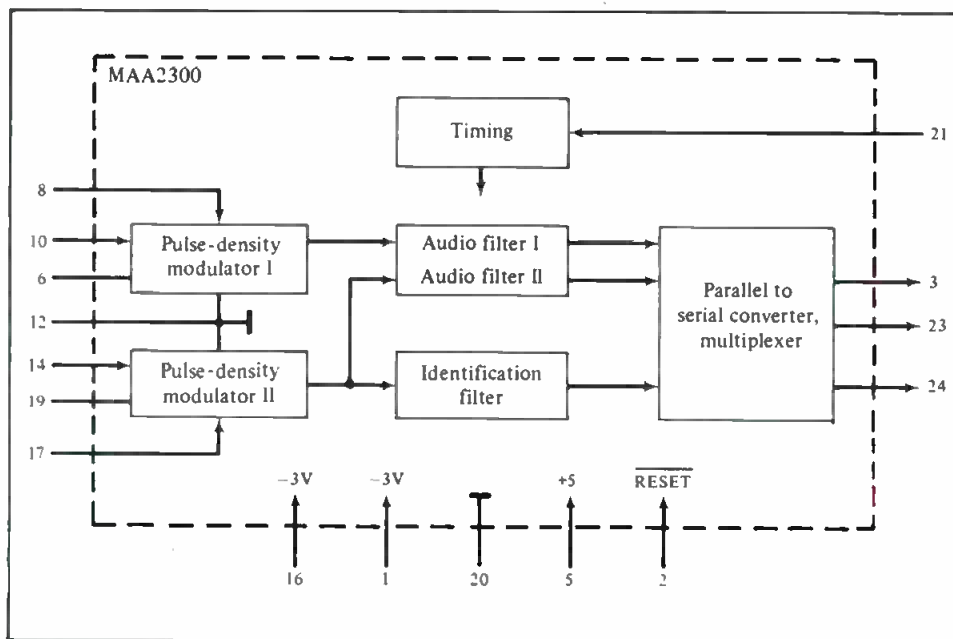 MAA2300
Timing
21
8
10
Pulse-density
modulator I
6
Audio filter I
Audio filter II
Parallel to
serial converter,
multiplexer
3
12
23
14
Pulse-density
modulator II
19
Identification
filter
24
17
−3V
−3V
+5
RESET
16
1
20
5
2